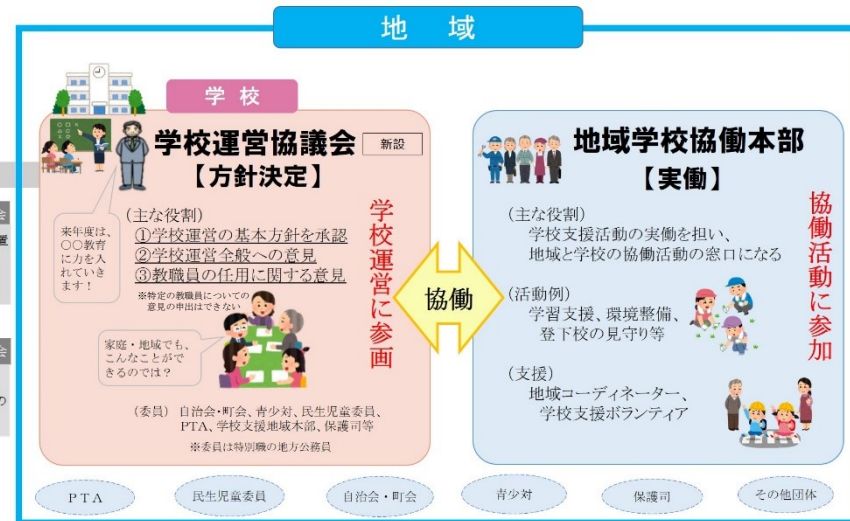 地域
学校
学校運営協議会
新設
【方針決定】
来年度は、
○○教育
に力を入
れていき
ます！
(主な役割)
①学校運営の基本方針を承認
②学校運営全般への意見
③教職員の任用に関する意見
※特定の教職員についての
意見の申出はできない
家庭・地域でも、
こんなことがで
きるのでは？
(委員) 自治会・町会、青少対、民生児童委員、
PTA、学校支援地域本部、保護司等
※委員は特別職の地方公務員
学校運営に参画
協働
地域学校協働本部
【実働】
(主な役割)
学校支援活動の実働を担い、
地域と学校の協働活動の窓口になる
(活動例)
学習支援、環境整備、
登下校の見守り等
(支援)
地域コーディネーター、
学校支援ボランティア
協働活動に参加
PTA
民生児童委員
自治会・町会
青少対
保護司
その他団体
会
置
会
の